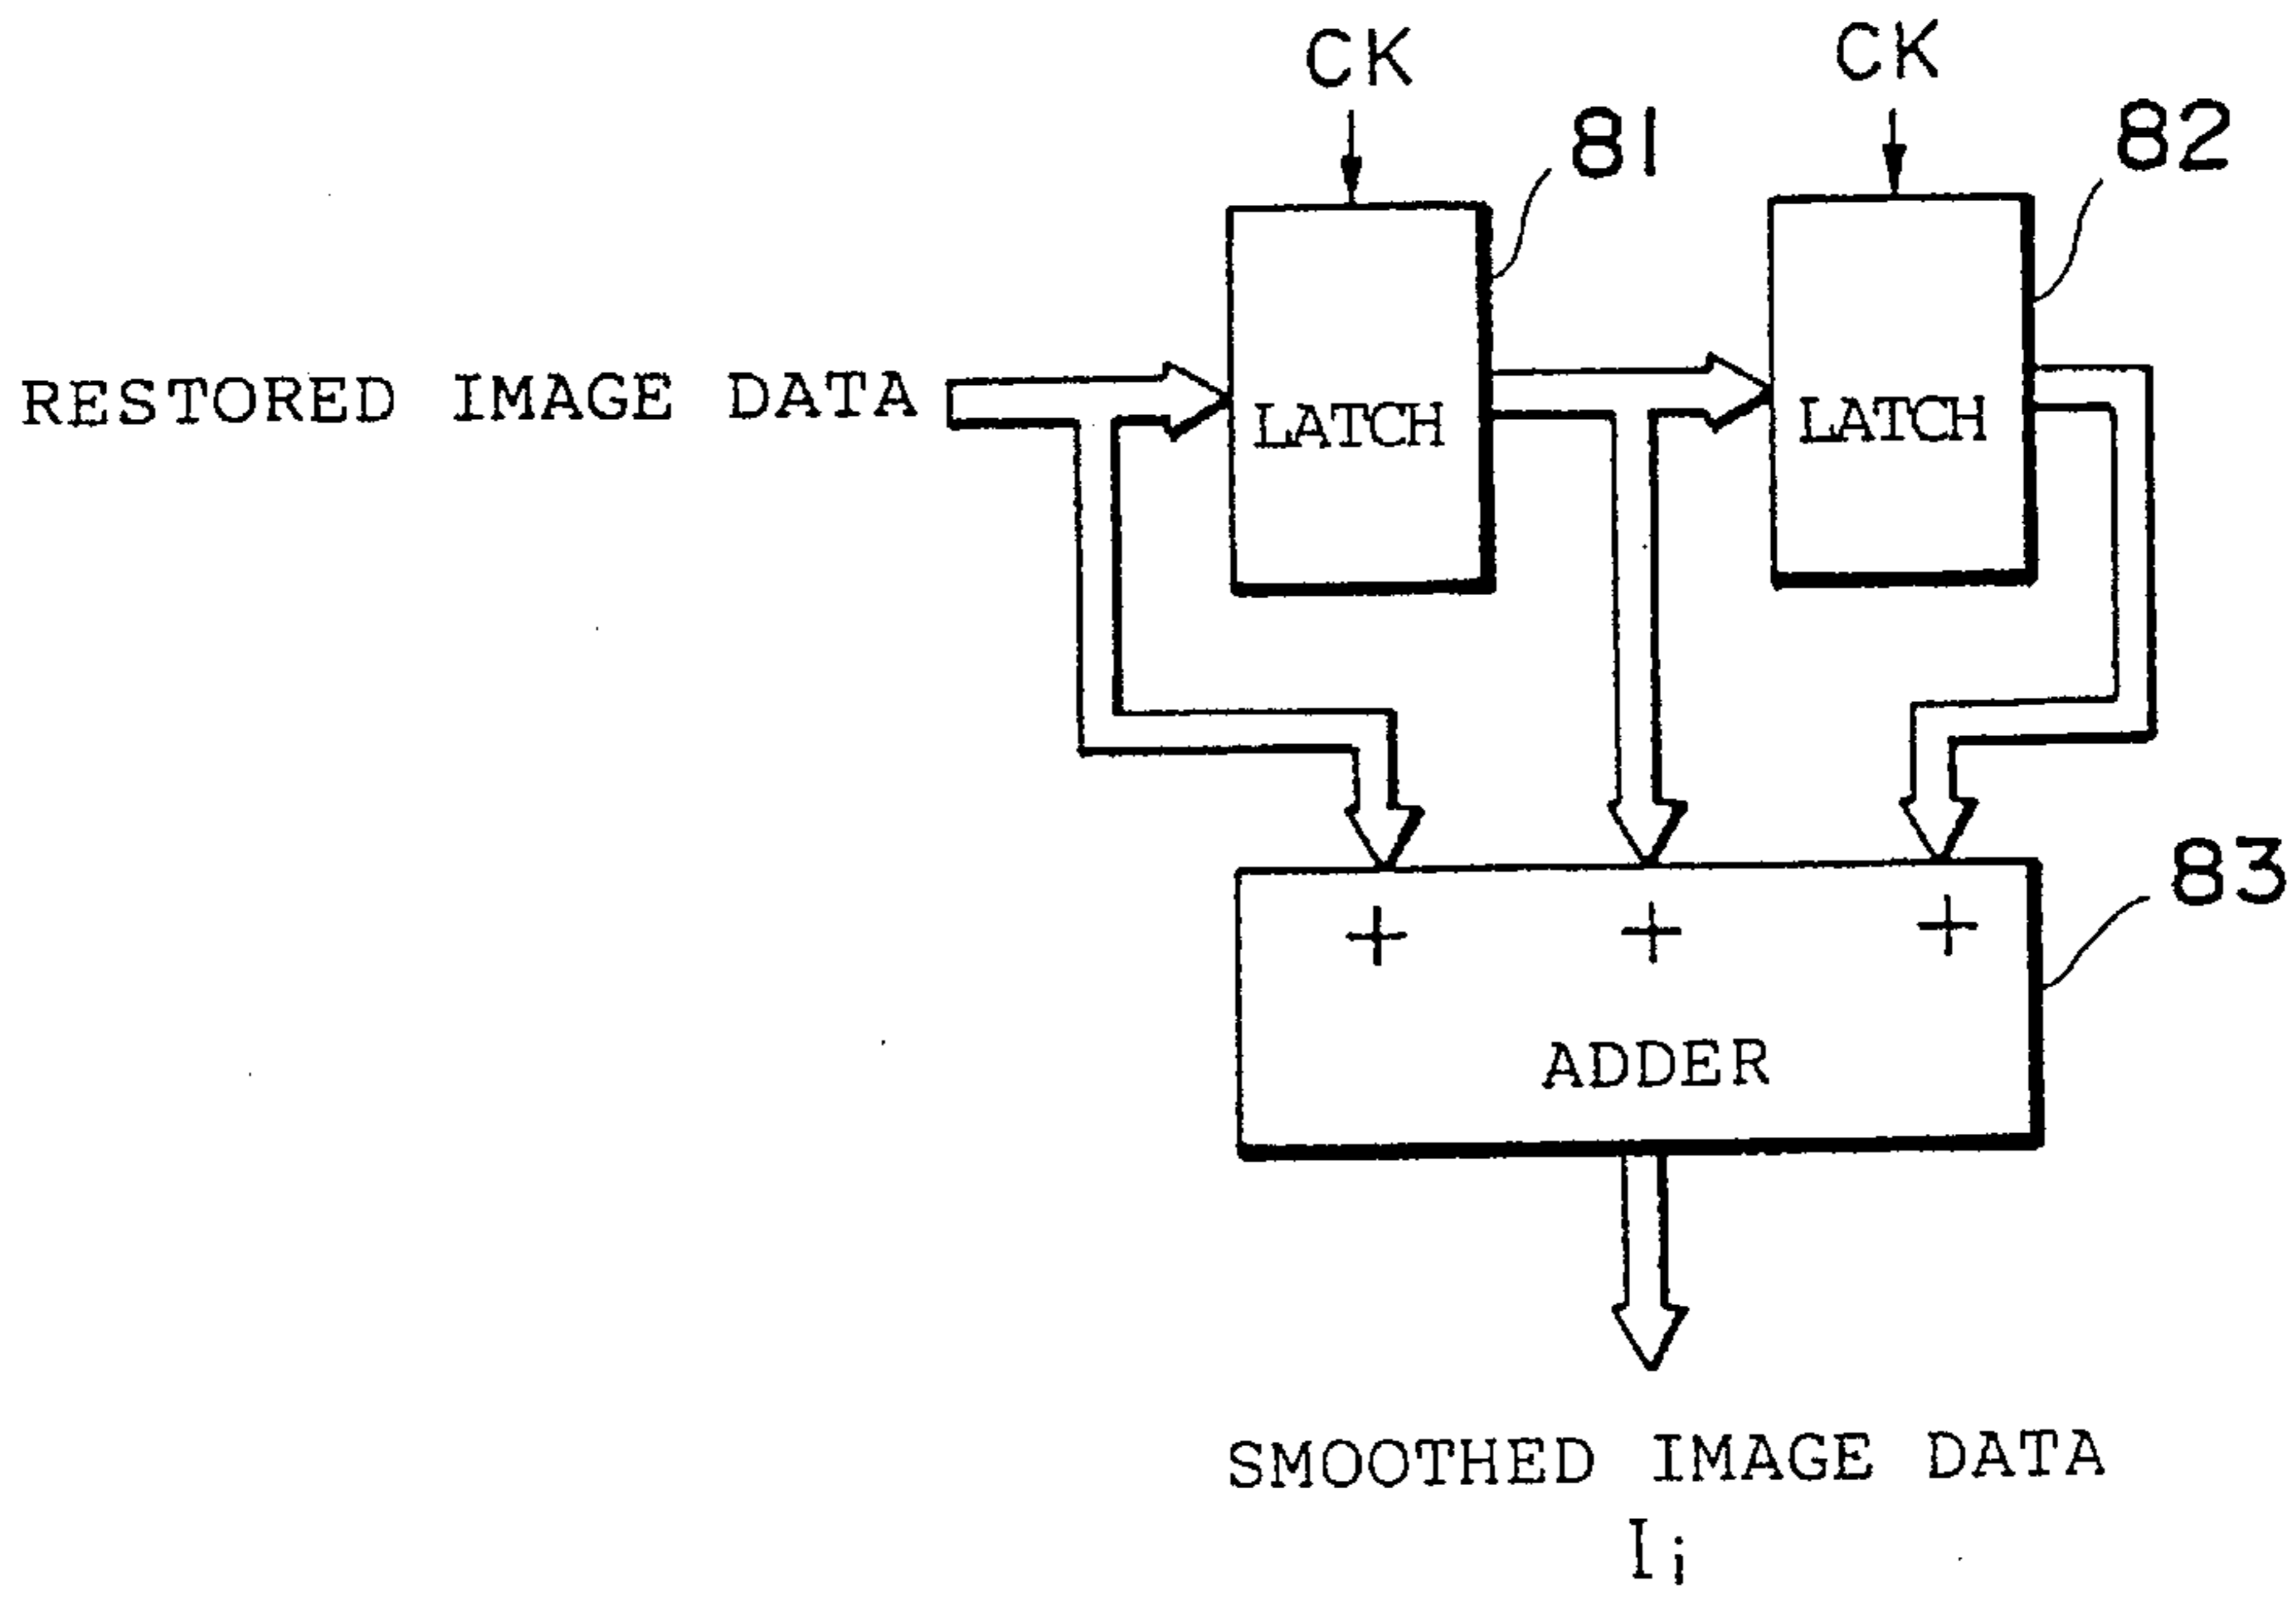 CK
CK
81
82
RESTORED IMAGE DATA
LATCH
LATCH
83
+ + +
ADDER
SMOOTHED IMAGE DATA
Ii